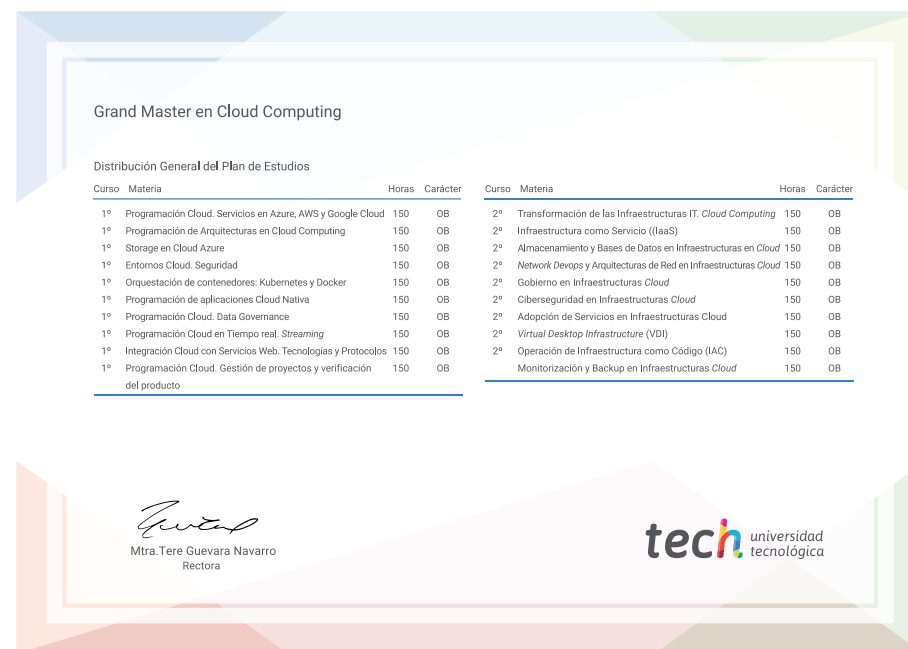 Grand Master en Cloud Computing
Distribución General del Plan de Estudios
Curso Materia Horas Carácter
1º Programación Cloud. Servicios en Azure, AWS y Google Cloud 150 OB
1º Programación de Arquitecturas en Cloud Computing 150 OB
1º Storage en Cloud Azure 150 OB
1º Entornos Cloud. Seguridad 150 OB
1º Orquestación de contenedores: Kubernetes y Docker 150 OB
1º Programación de aplicaciones Cloud Nativa 150 OB
1º Programación Cloud. Data Governance 150 OB
1º Programación Cloud en Tiempo real. Streaming 150 OB
1º Integración Cloud con Servicios Web. Tecnologías y Protocolos 150 OB
1º Programación Cloud. Gestión de proyectos y verificación 150 OB
del producto
Curso Materia Horas Carácter
2º Transformación de las Infraestructuras IT. Cloud Computing 150 OB
2º Infraestructura como Servicio ((IaaS) 150 OB
2º Almacenamiento y Bases de Datos en Infraestructuras en Cloud 150 OB
2º Network Devops y Arquitecturas de Red en Infraestructuras Cloud 150 OB
2º Gobierno en Infraestructuras Cloud 150 OB
2º Ciberseguridad en Infraestructuras Cloud 150 OB
2º Adopción de Servicios en Infraestructuras Cloud 150 OB
2º Virtual Desktop Infrastructure (VDI) 150 OB
2º Operación de Infraestructura como Código (IAC) 150 OB
Monitorización y Backup en Infraestructuras Cloud 150 OB
Mtra.Tere Guevara Navarro
Rectora
tech universidad
tecnológica